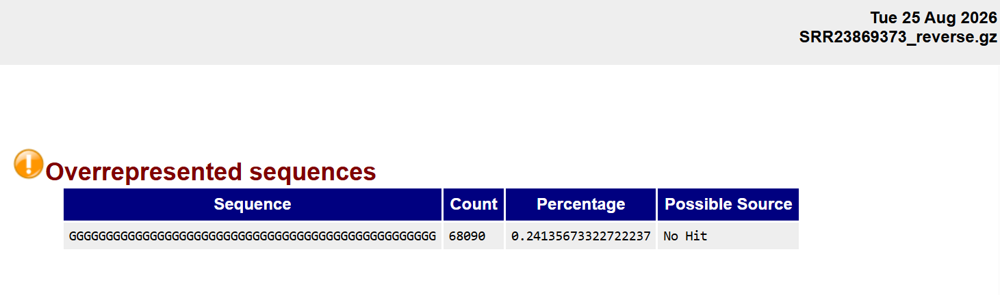 Tue 25 Aug 2026
SRR23869373_reverse.gz
Overrepresented sequences
Sequence Count Percentage Possible Source
GGGGGGGGGGGGGGGGGGGGGGGGGGGGGGGGGGGGGGGGGGGGGGGGGG 68090 0.24135673322722237 No Hit